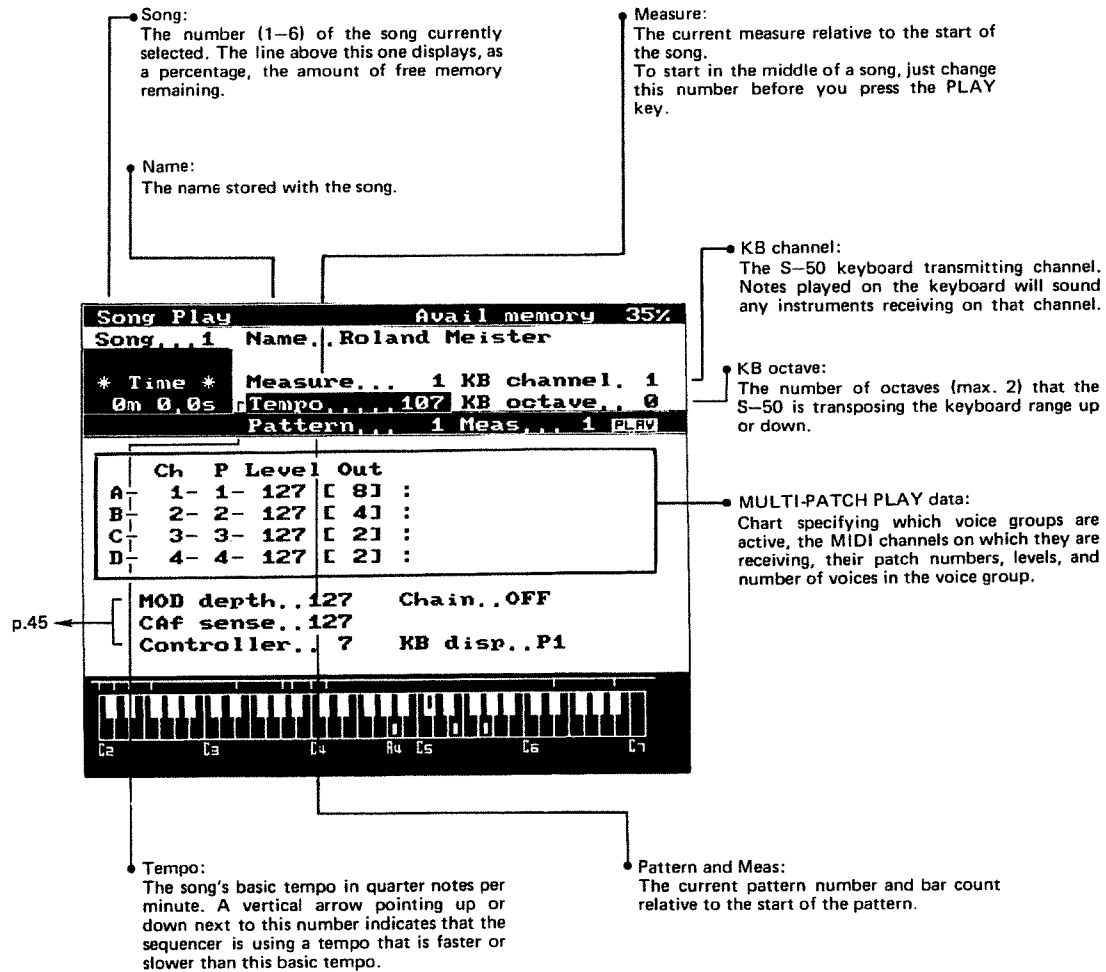 Song:
The number (1–6) of the song currently
selected. The line above this one displays, as
a percentage, the amount of free memory
remaining.
Measure:
The current measure relative to the start of
the song.
To start in the middle of a song, just change
this number before you press the PLAY
key.
Name:
The name stored with the song.
KB channel:
The S–50 keyboard transmitting channel.
Notes played on the keyboard will sound
any instruments receiving on that channel.
KB octave:
The number of octaves (max. 2) that the
S–50 is transposing the keyboard range up
or down.
Song Play Avail memory 35%
Song...1 Name..Roland Meister
* Time * Measure... 1 KB channel. 1
0m 0.0s Tempo.....107 KB octave.. 0
Pattern... 1 Meas... 1 PLAY
Ch P Level Out
A- 1- 1- 127 [ 8] :
B- 2- 2- 127 [ 4] :
C- 3- 3- 127 [ 2] :
D- 4- 4- 127 [ 2] :
MULTI-PATCH PLAY data:
Chart specifying which voice groups are
active, the MIDI channels on which they are
receiving, their patch numbers, levels, and
number of voices in the voice group.
p.45
MOD depth..127 Chain..OFF
CAf sense..127
Controller.. 7 KB disp..P1
C2 C3 C4 A4 C5 C6 C7
Tempo:
The song's basic tempo in quarter notes per
minute. A vertical arrow pointing up or
down next to this number indicates that the
sequencer is using a tempo that is faster or
slower than this basic tempo.
Pattern and Meas:
The current pattern number and bar count
relative to the start of the pattern.